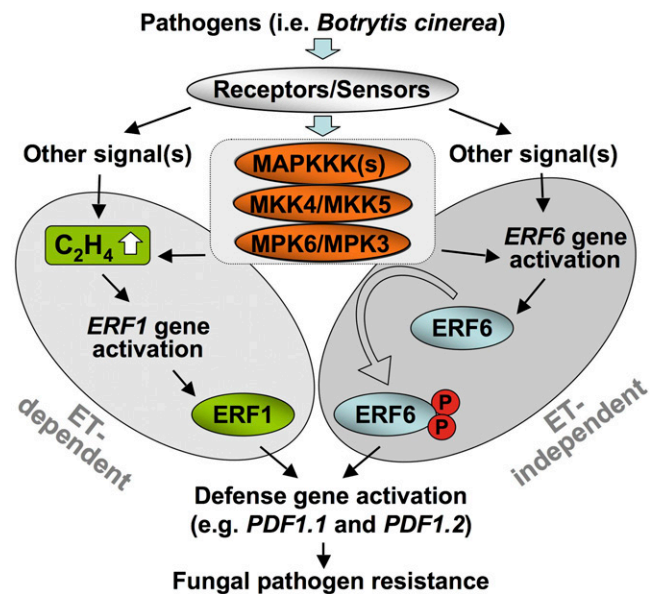 Pathogens (i.e. Botrytis cinerea)
Receptors/Sensors
Other signal(s)
Other signal(s)
MAPKKK(s)
MKK4/MKK5
MPK6/MPK3
C₂H₄
ERF6 gene
activation
ERF1 gene
activation
ERF6
ERF1
ERF6
P
P
ET-
dependent
ET-
independent
Defense gene activation
(e.g. PDF1.1 and PDF1.2)
Fungal pathogen resistance